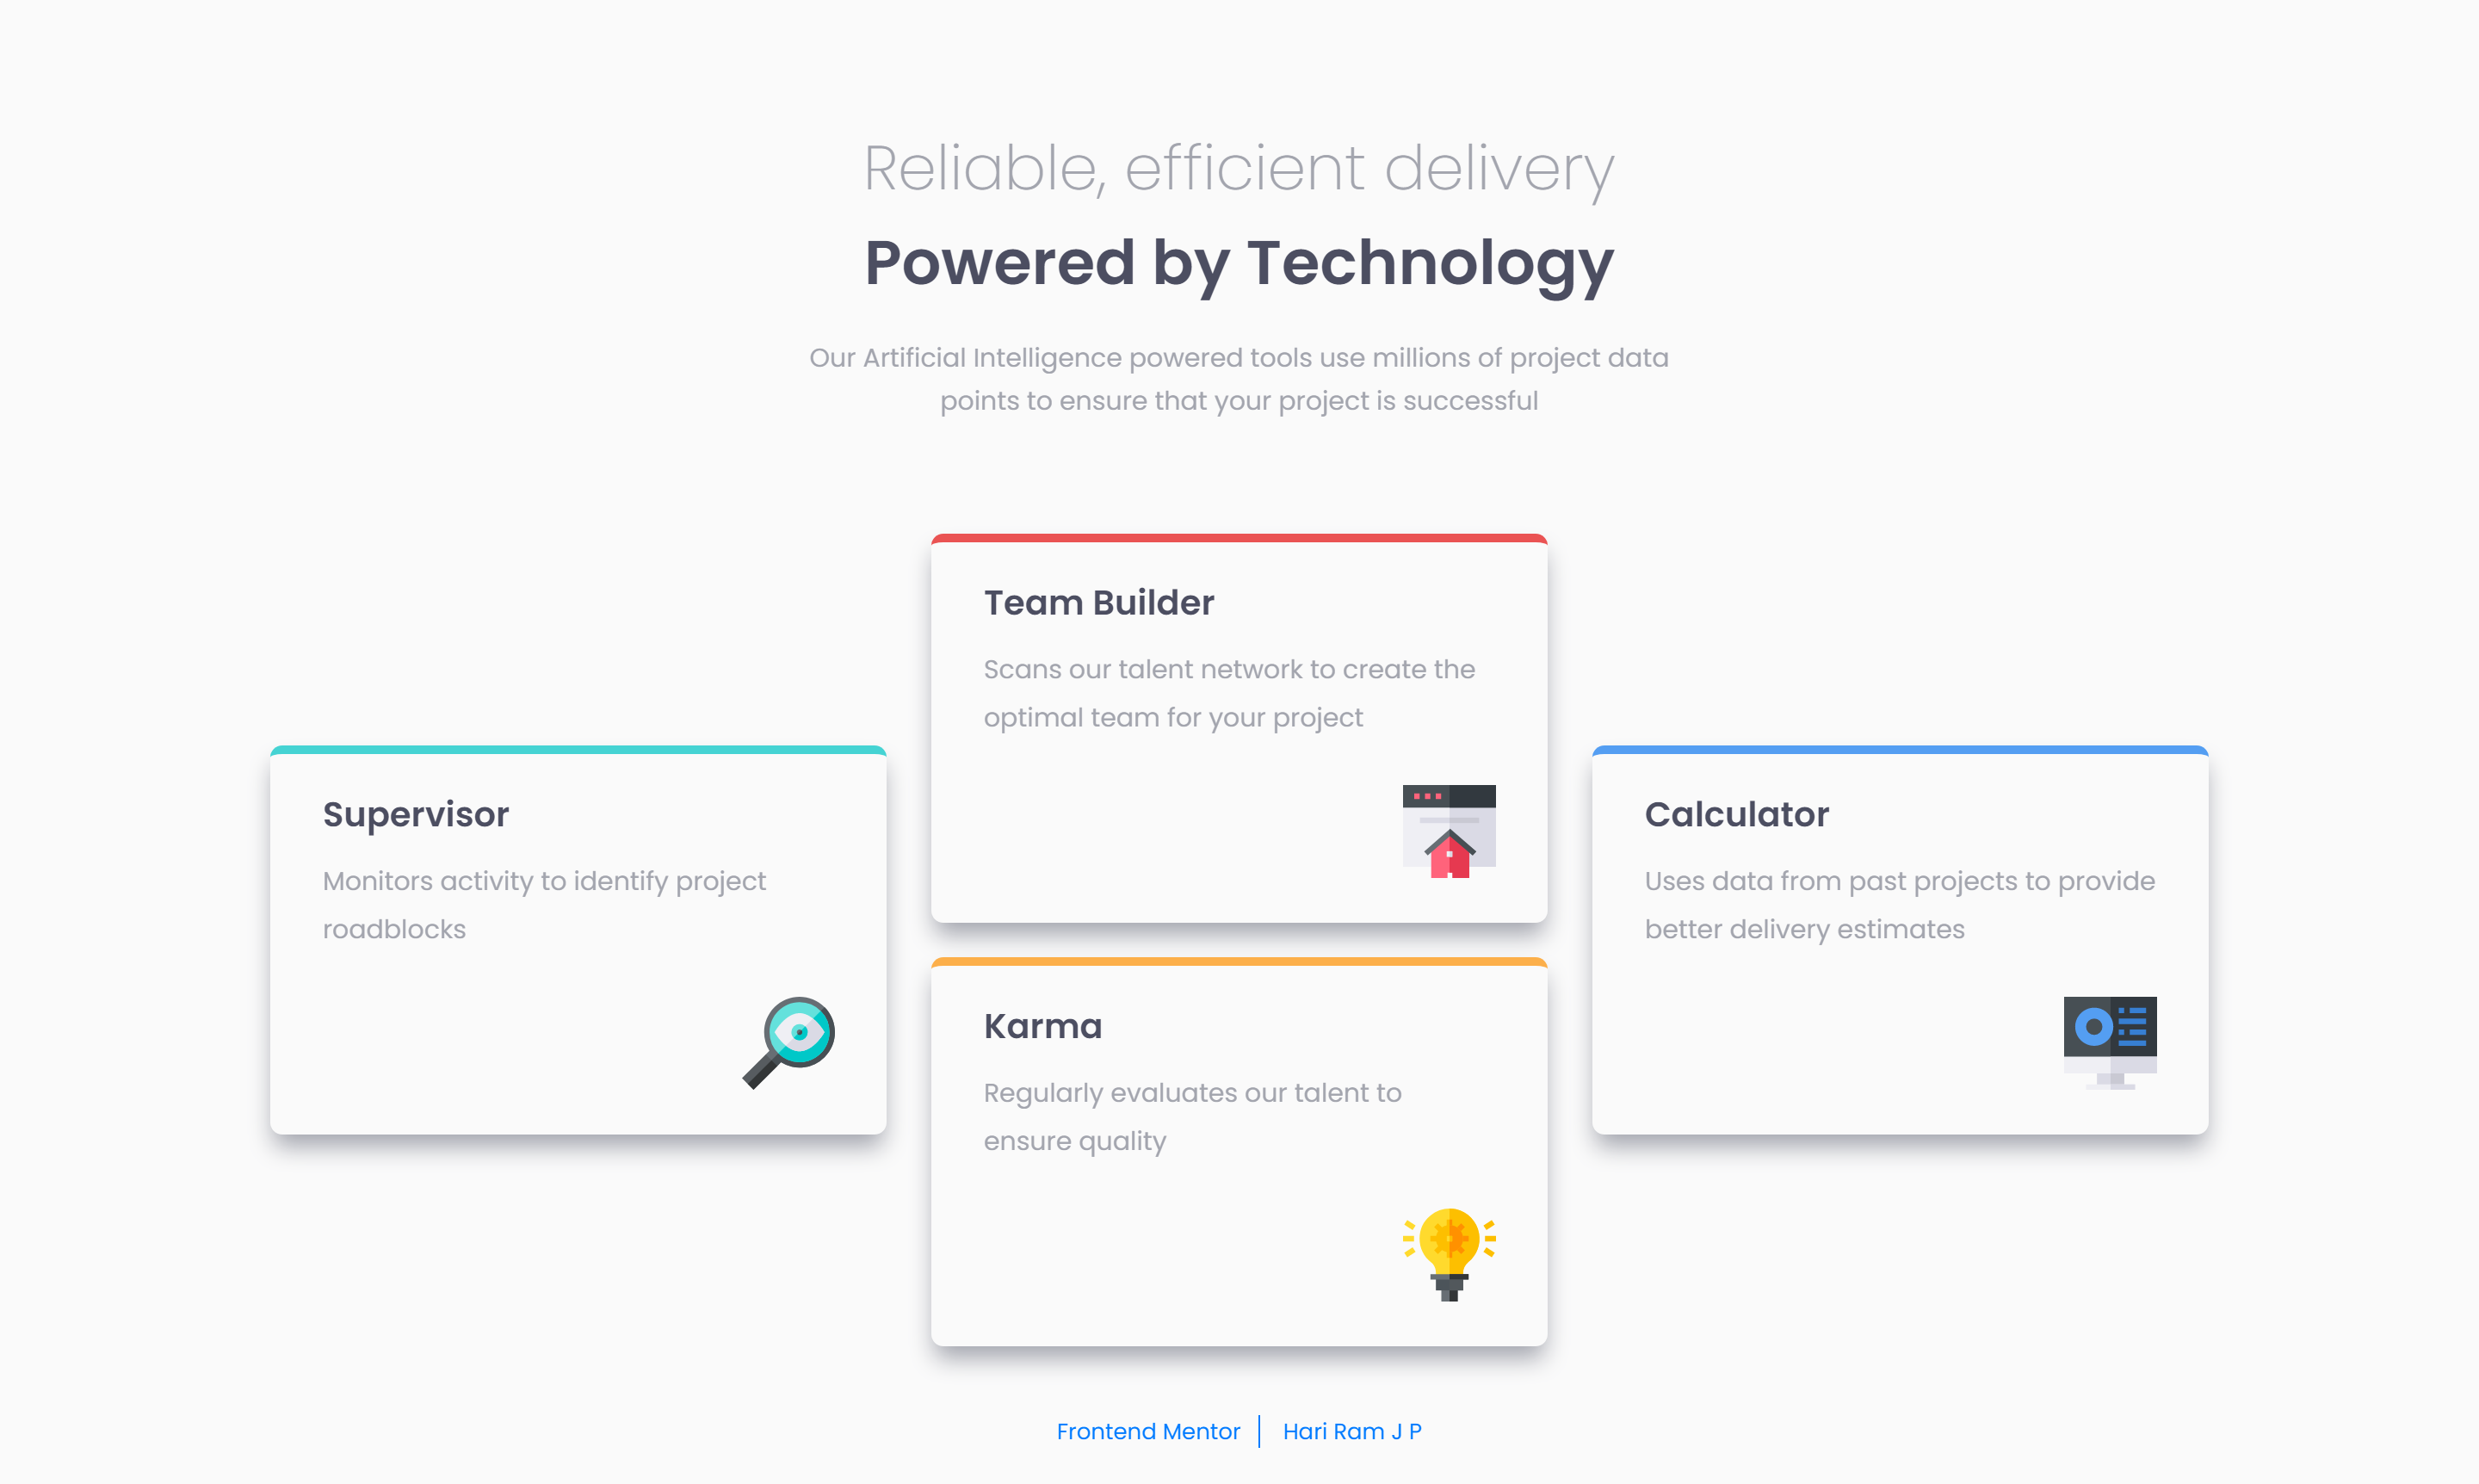 Reliable, efficient delivery
Powered by Technology
Our Artificial Intelligence powered tools use millions of project data
points to ensure that your project is successful
Supervisor
Monitors activity to identify project
roadblocks
Team Builder
Scans our talent network to create the
optimal team for your project
Karma
Regularly evaluates our talent to
ensure quality
Calculator
Uses data from past projects to provide
better delivery estimates
Frontend Mentor | Hari Ram J P